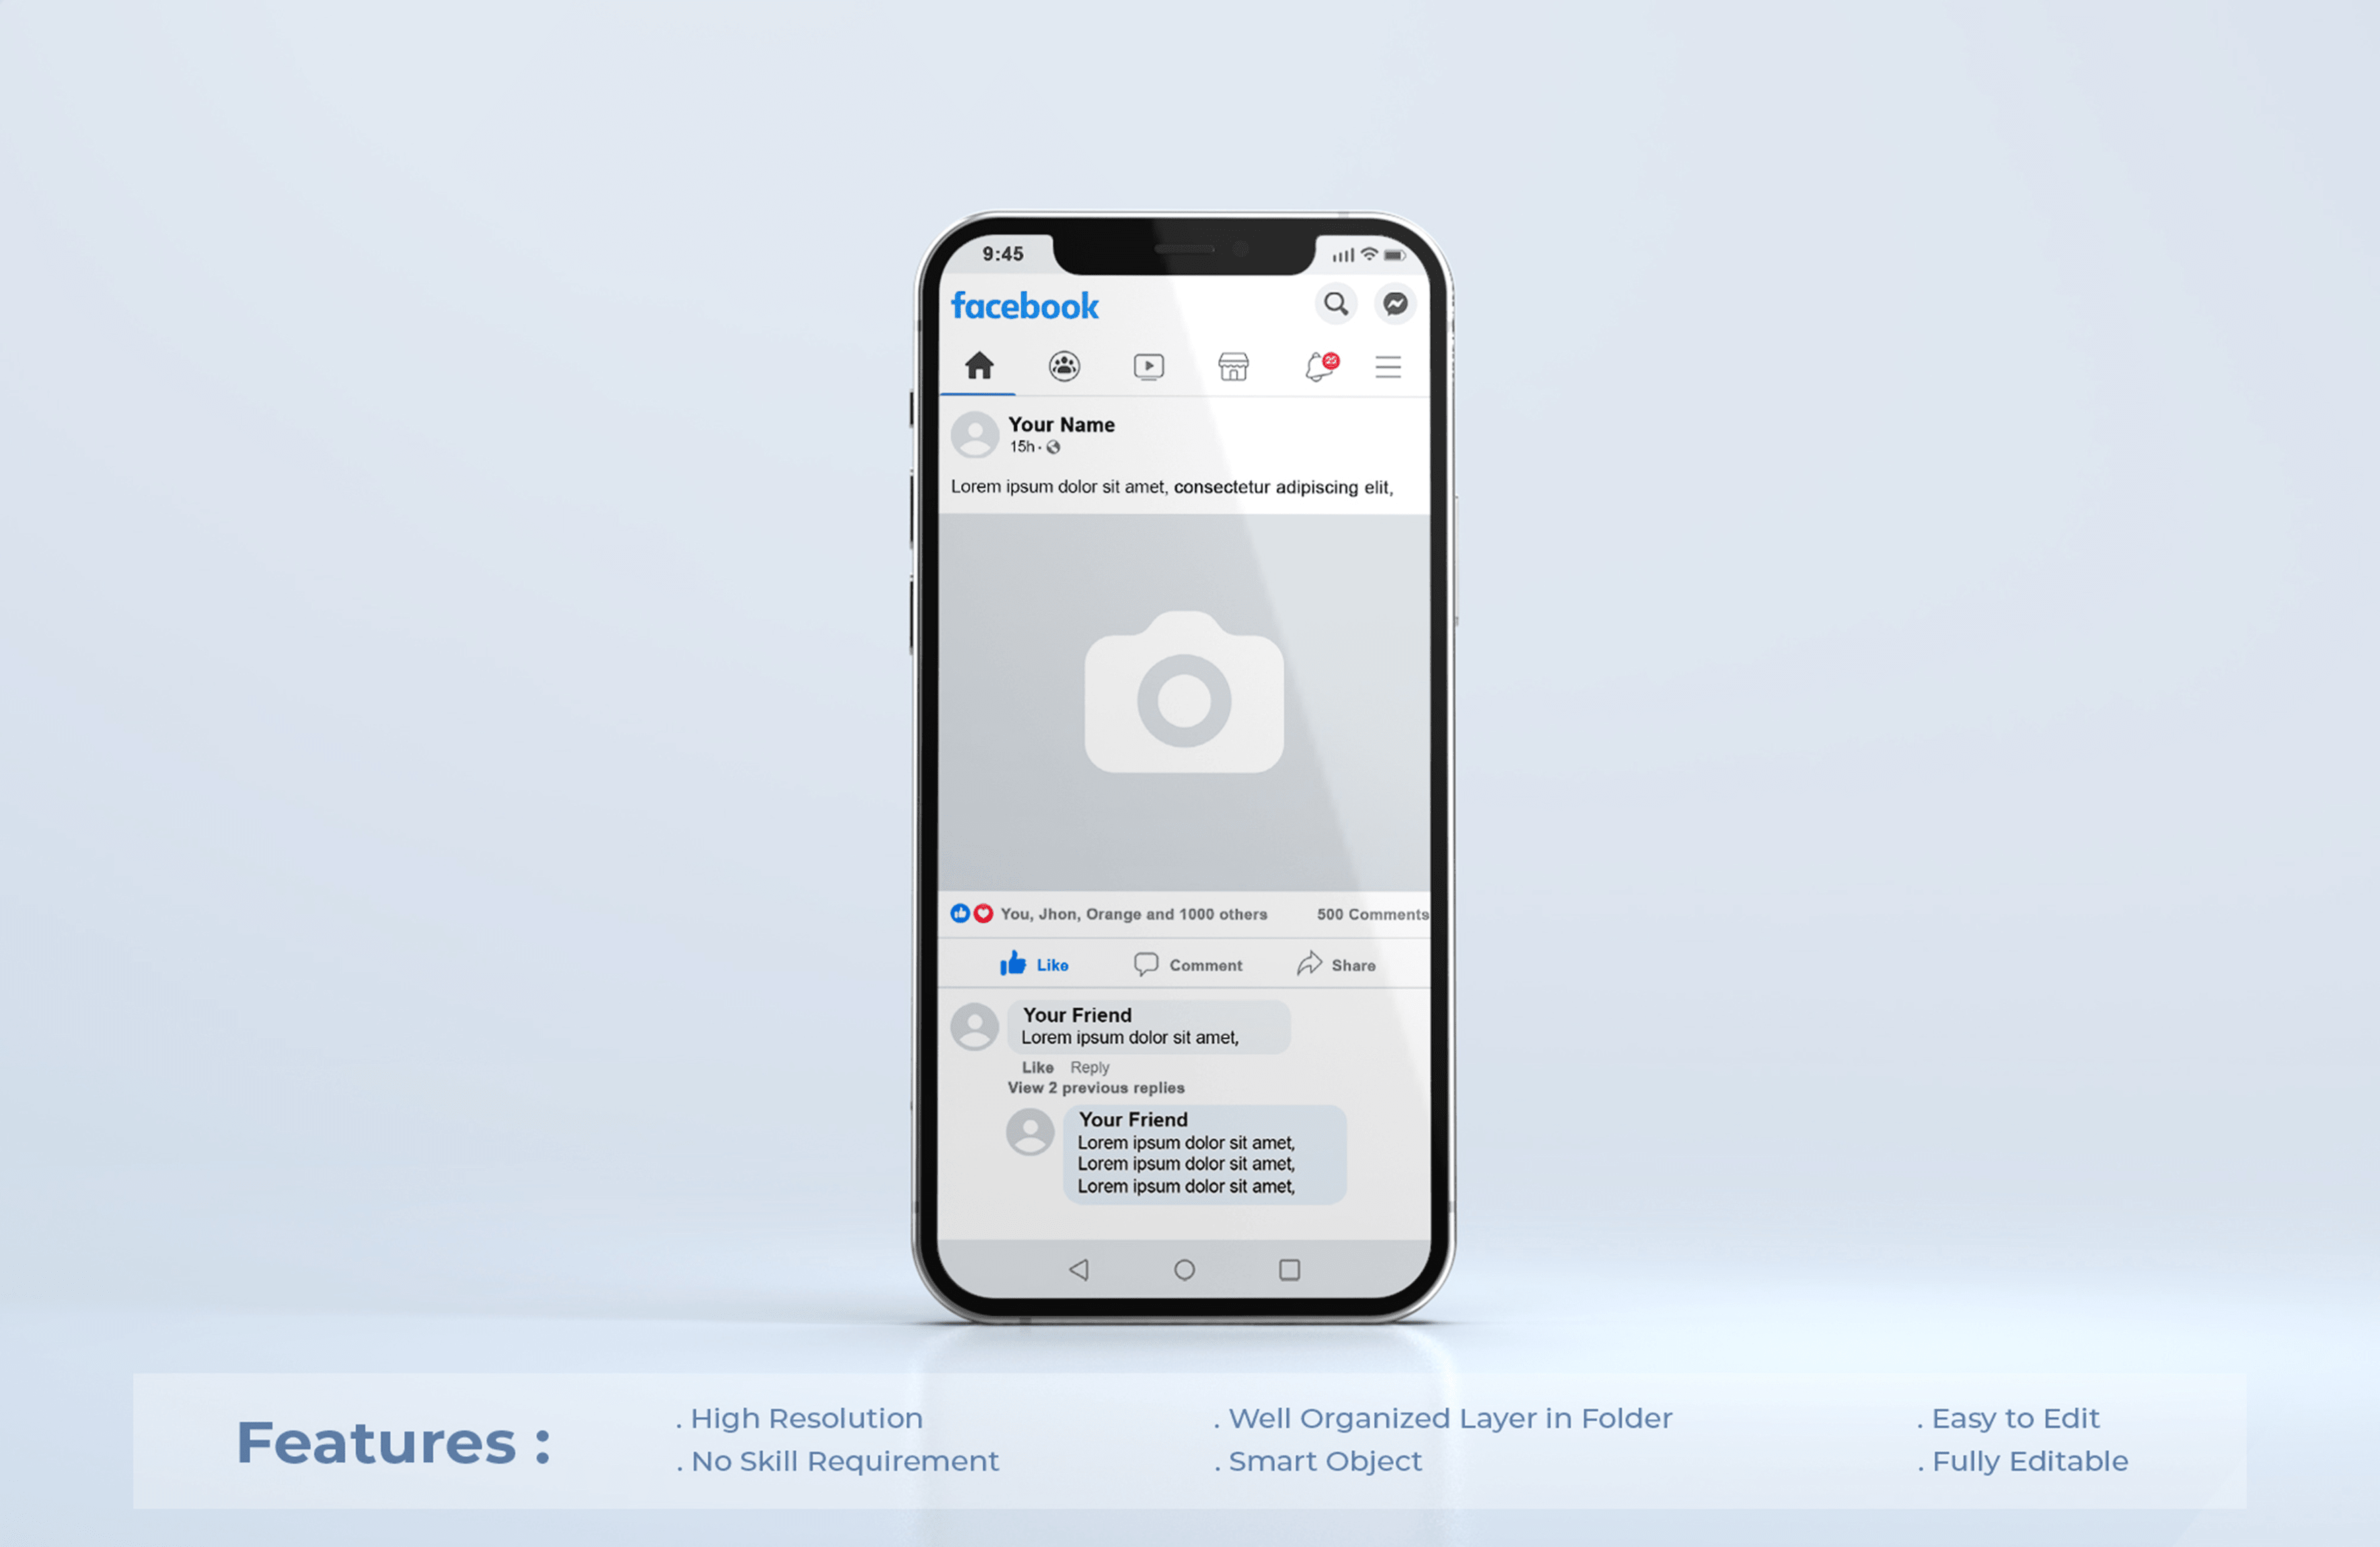 9:45
facebook
25
Your Name
15h ·
Lorem ipsum dolor sit amet, consectetur adipiscing elit,
You, Jhon, Orange and 1000 others 500 Comments
Like Comment Share
Your Friend
Lorem ipsum dolor sit amet,
Like Reply
View 2 previous replies
Your Friend
Lorem ipsum dolor sit amet,
Lorem ipsum dolor sit amet,
Lorem ipsum dolor sit amet,
Features :
. High Resolution
. No Skill Requirement
. Well Organized Layer in Folder
. Smart Object
. Easy to Edit
. Fully Editable